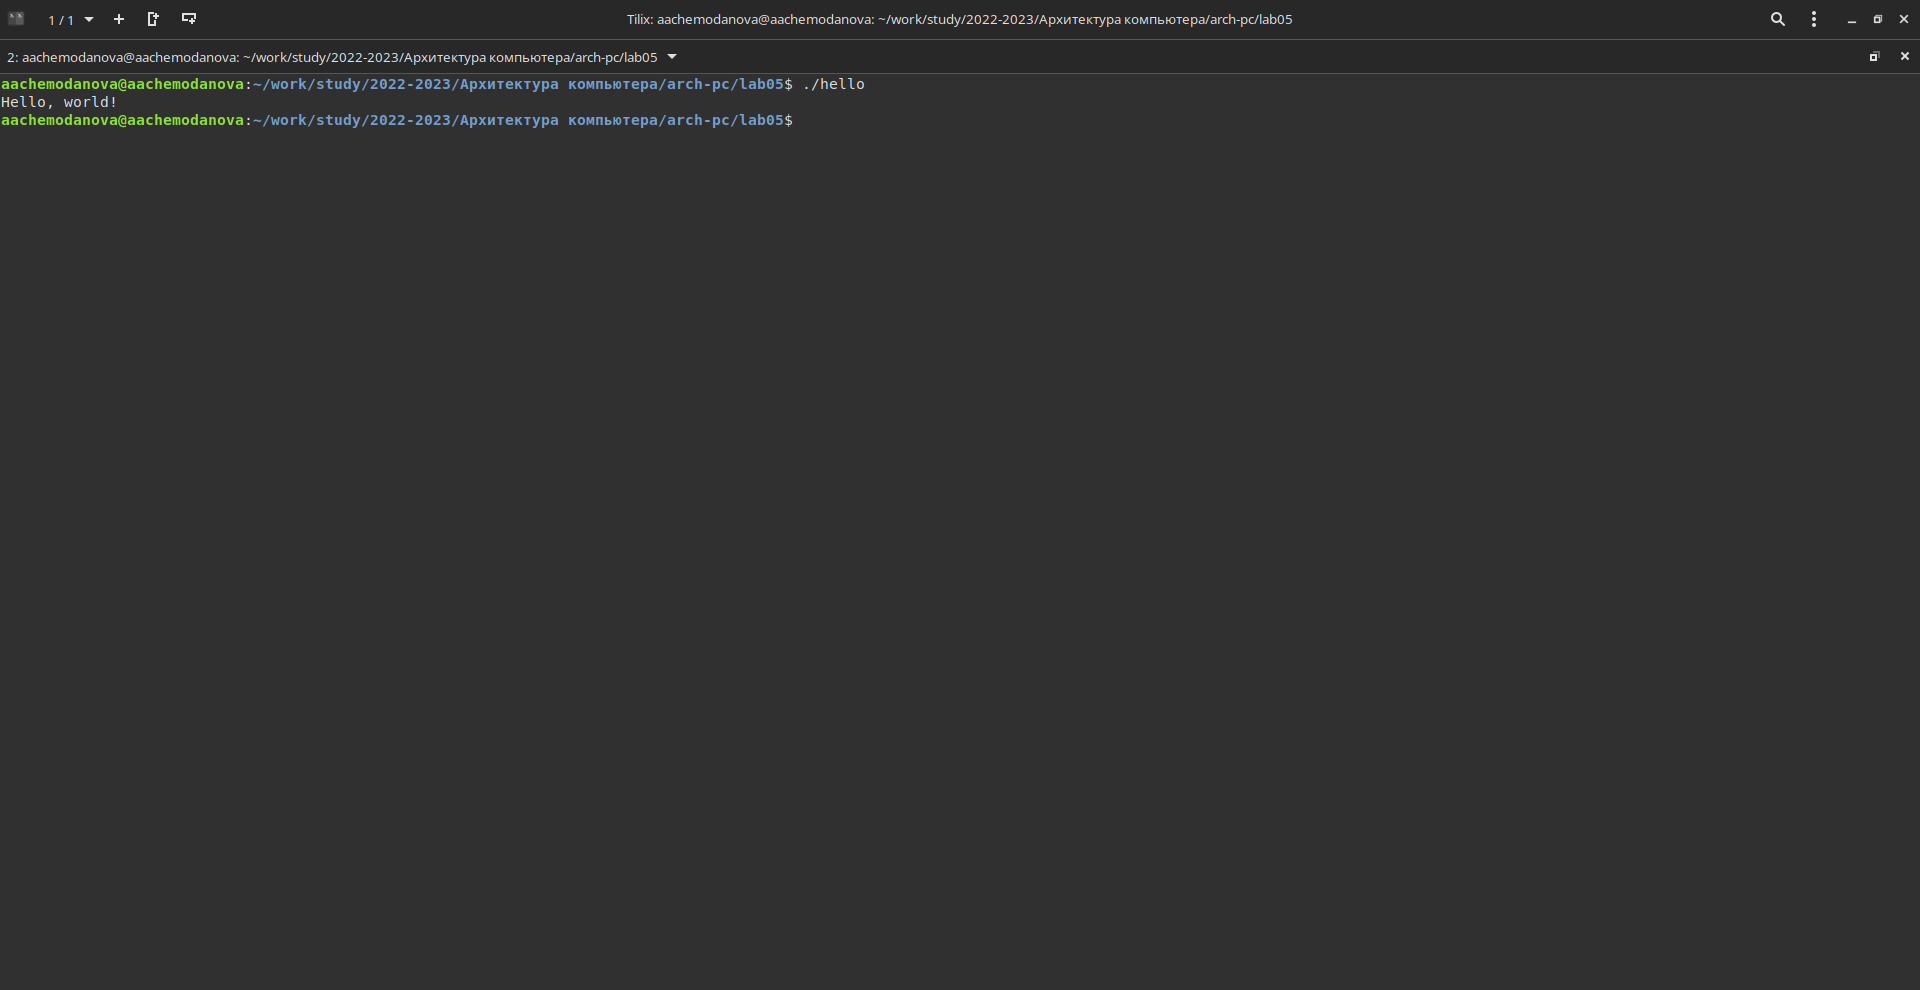 1 / 1
Tilix: aachemodanova@aachemodanova: ~/work/study/2022-2023/Архитектура компьютера/arch-pc/lab05
2: aachemodanova@aachemodanova: ~/work/study/2022-2023/Архитектура компьютера/arch-pc/lab05
aachemodanova@aachemodanova:~/work/study/2022-2023/Архитектура компьютера/arch-pc/lab05$ ./hello
Hello, world!
aachemodanova@aachemodanova:~/work/study/2022-2023/Архитектура компьютера/arch-pc/lab05$